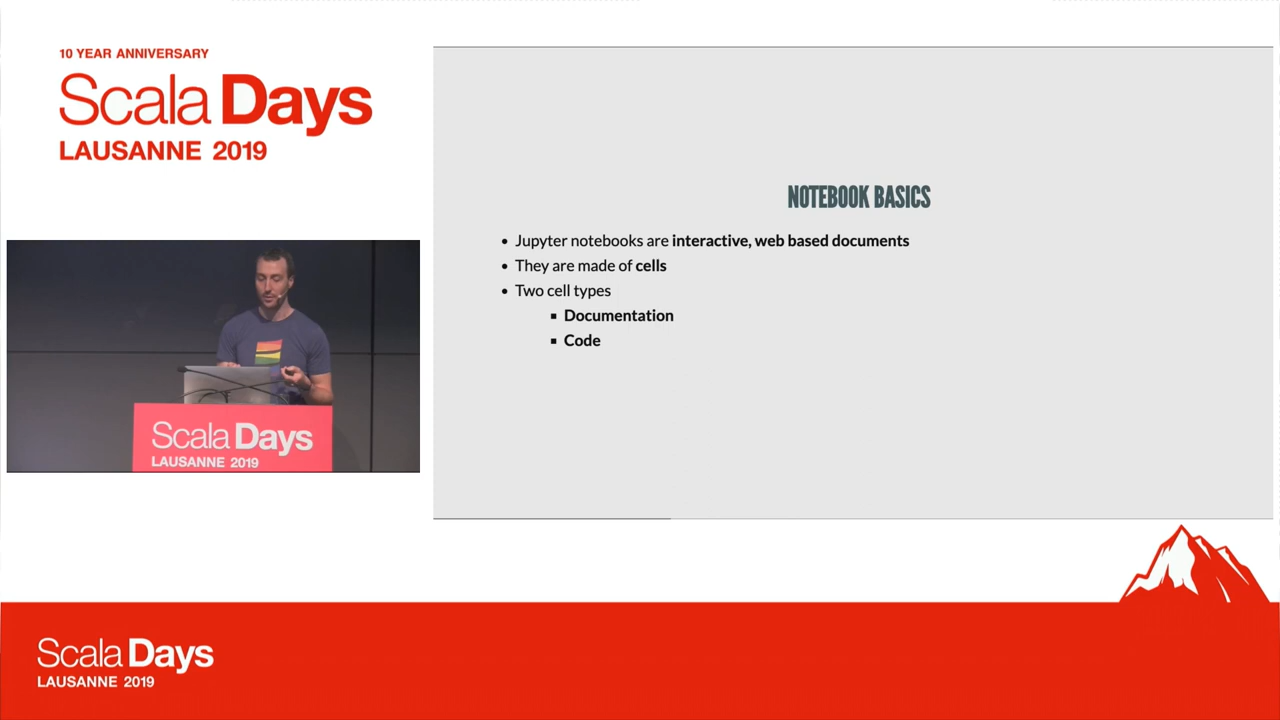 10 YEAR ANNIVERSARY
Scala Days
LAUSANNE 2019
NOTEBOOK BASICS
• Jupyter notebooks are interactive, web based documents
• They are made of cells
• Two cell types
▪ Documentation
▪ Code
Scala Days
LAUSANNE 2019
Scala Days
LAUSANNE 2019